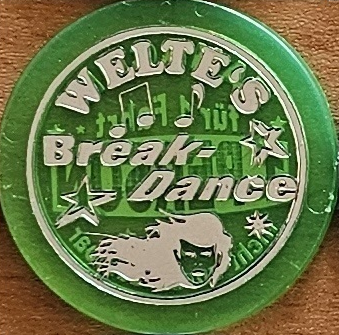 WELTE'S
Break-
Dance
für 1 Fahrt